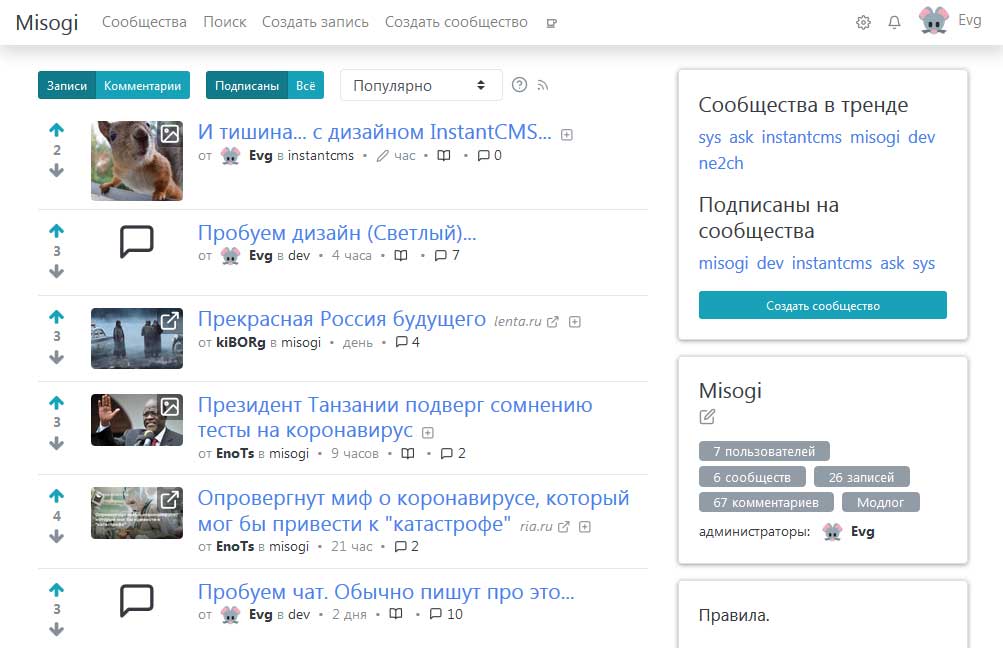 Misogi Сообщества Поиск Создать запись Создать сообщество Evg
Записи Комментарии Подписаны Всё Популярно
2
И тишина... с дизайном InstantCMS...
от Evg в instantcms • час • • 0
3
Пробуем дизайн (Светлый)...
от Evg в dev • 4 часа • • 7
3
Прекрасная Россия будущего lenta.ru
от kiBORg в misogi • день • 4
3
Президент Танзании подверг сомнению
тесты на коронавирус
от EnoTs в misogi • 9 часов • • 2
4
Опровергнут миф о коронавирусе, который
мог бы привести к "катастрофе" ria.ru
от EnoTs в misogi • 21 час • 2
3
Пробуем чат. Обычно пишут про это...
от Evg в dev • 2 дня • • 10
Сообщества в тренде
sys ask instantcms misogi dev
ne2ch
Подписаны на
сообщества
misogi dev instantcms ask sys
Создать сообщество
Misogi
7 пользователей
6 сообществ 26 записей
67 комментариев Модлог
администраторы: Evg
Правила.